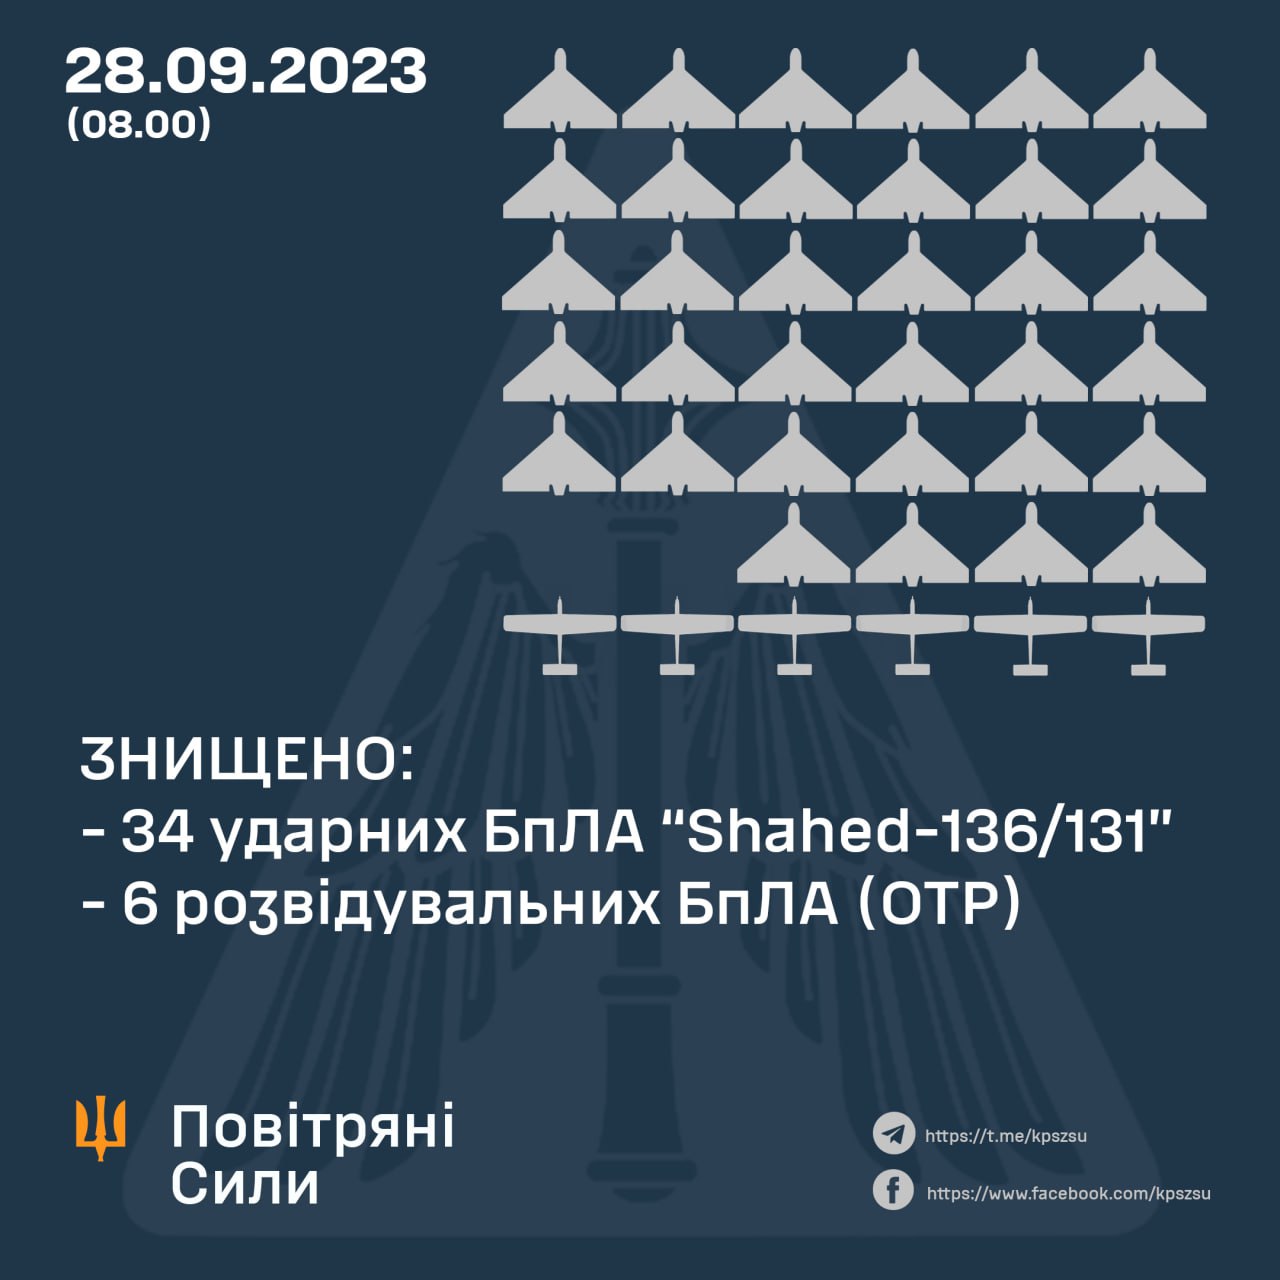 28.09.2023
(08.00)
ЗНИЩЕНО:
- 34 ударних БпЛА “Shahed-136/131”
- 6 розвідувальних БпЛА (ОТР)
Повітряні
Сили
https://t.me/kpszsu
https://www.facebook.com/kpszsu